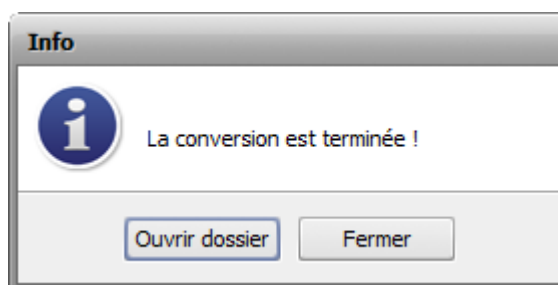 Info
La conversion est terminée !
Ouvrir dossier
Fermer